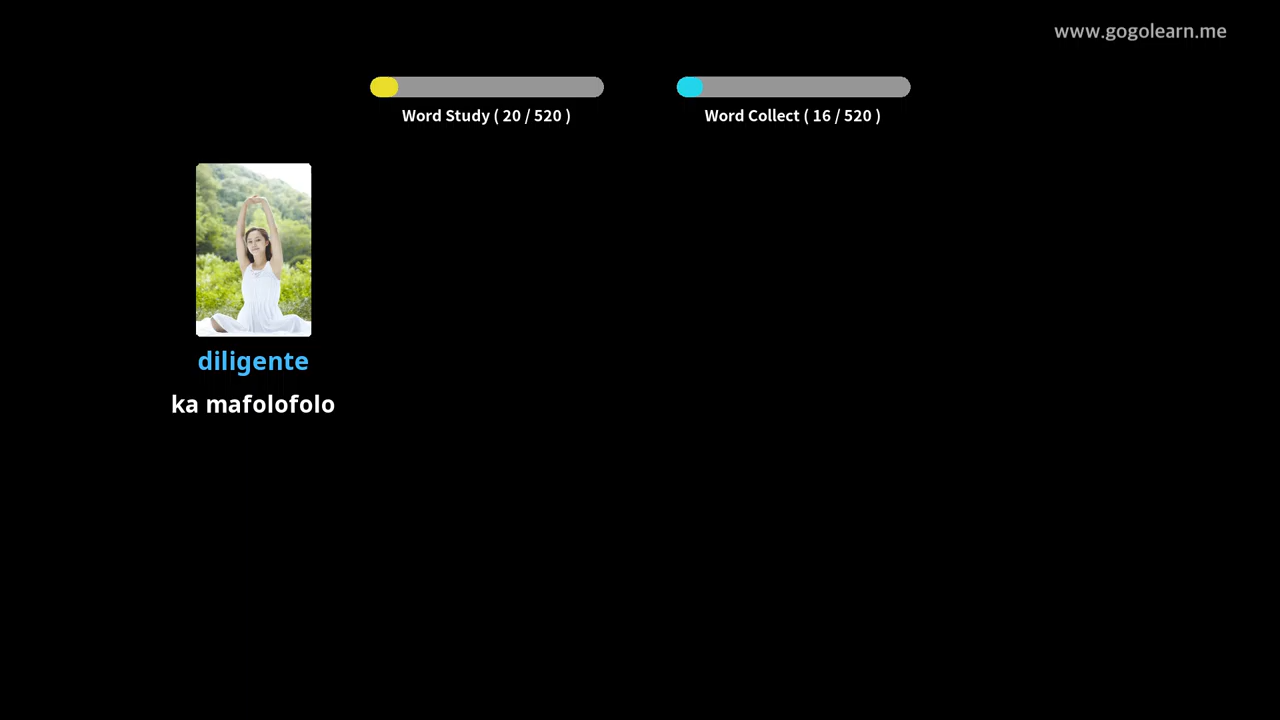 www.gogolearn.me
Word Study ( 20 / 520 )
Word Collect ( 16 / 520 )
diligente
ka mafolofolo